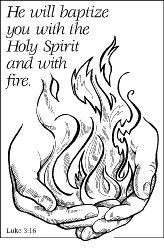 He will baptize
you with the
Holy Spirit
and with
fire.
Luke 3:16